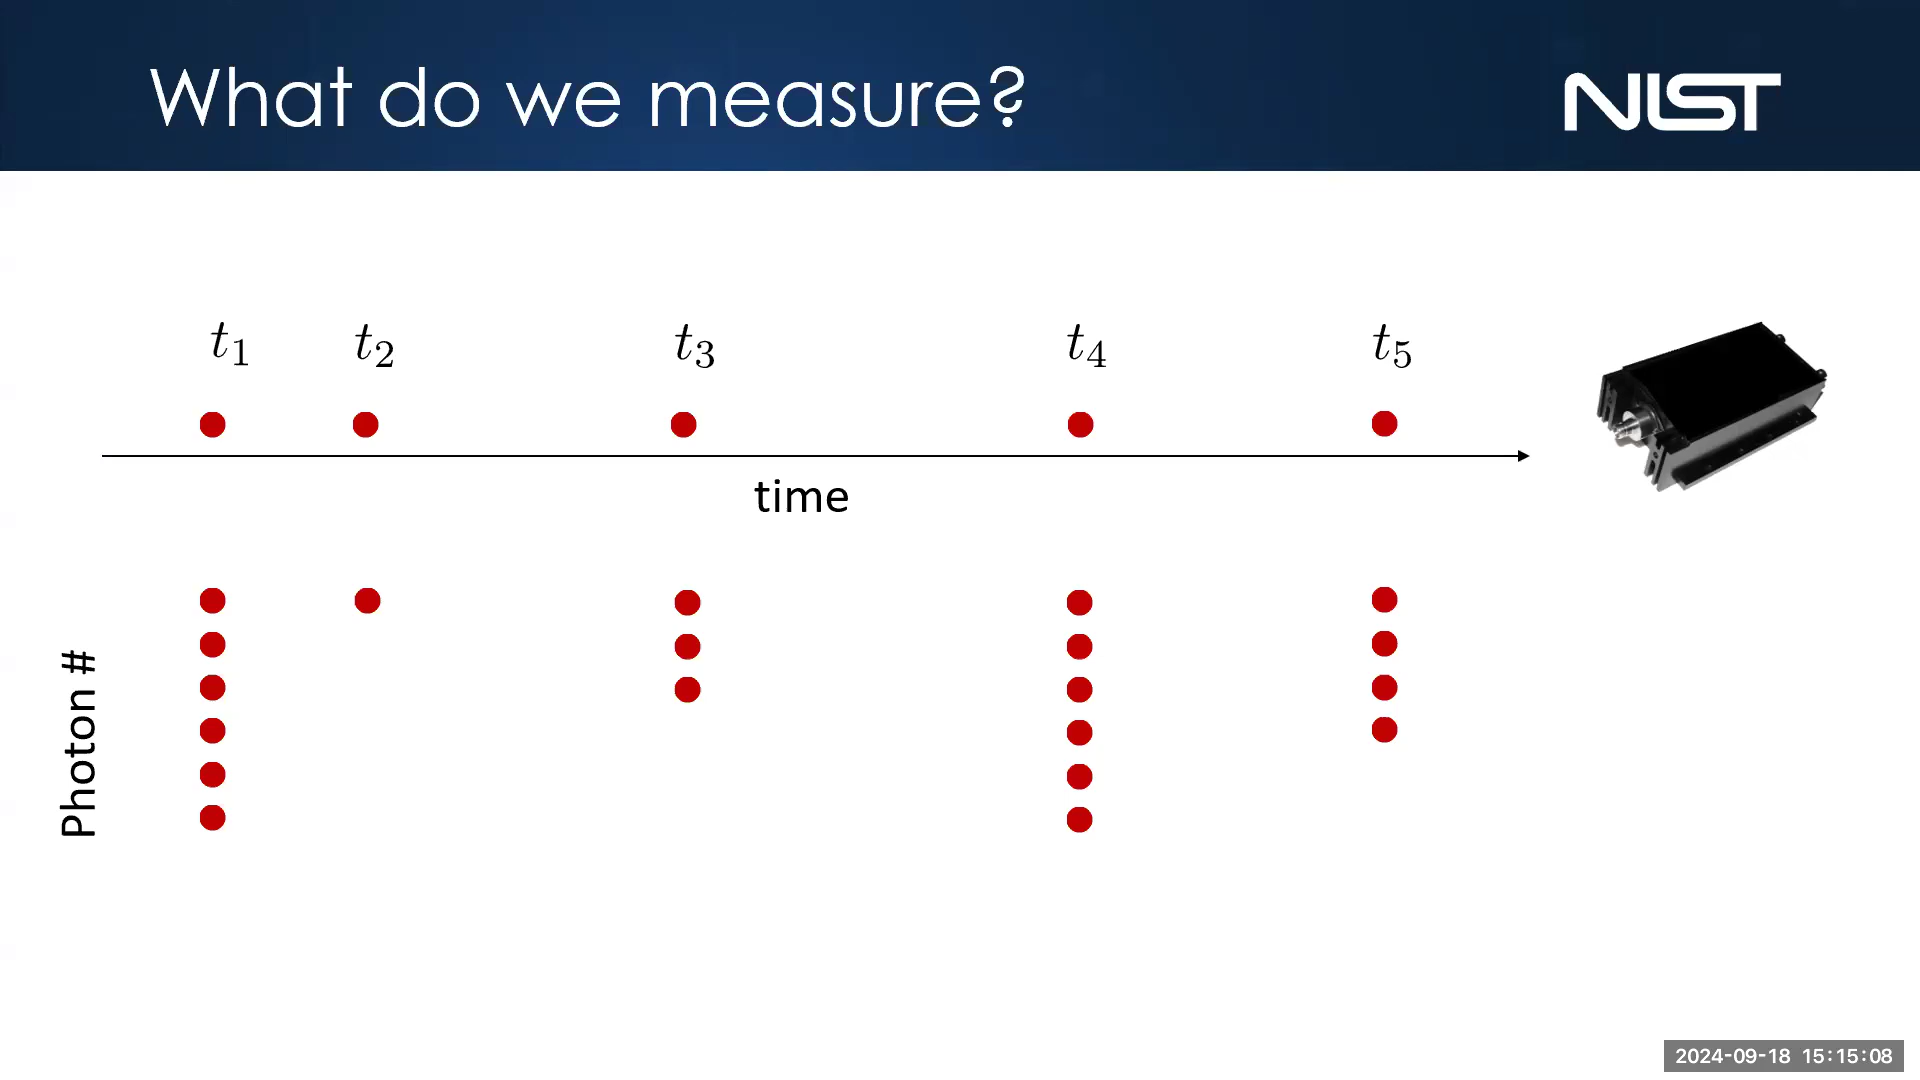 What do we measure?
NIST
t₁ t₂ t₃ t₄ t₅
time
Photon #
2024-09-18 15:15:08